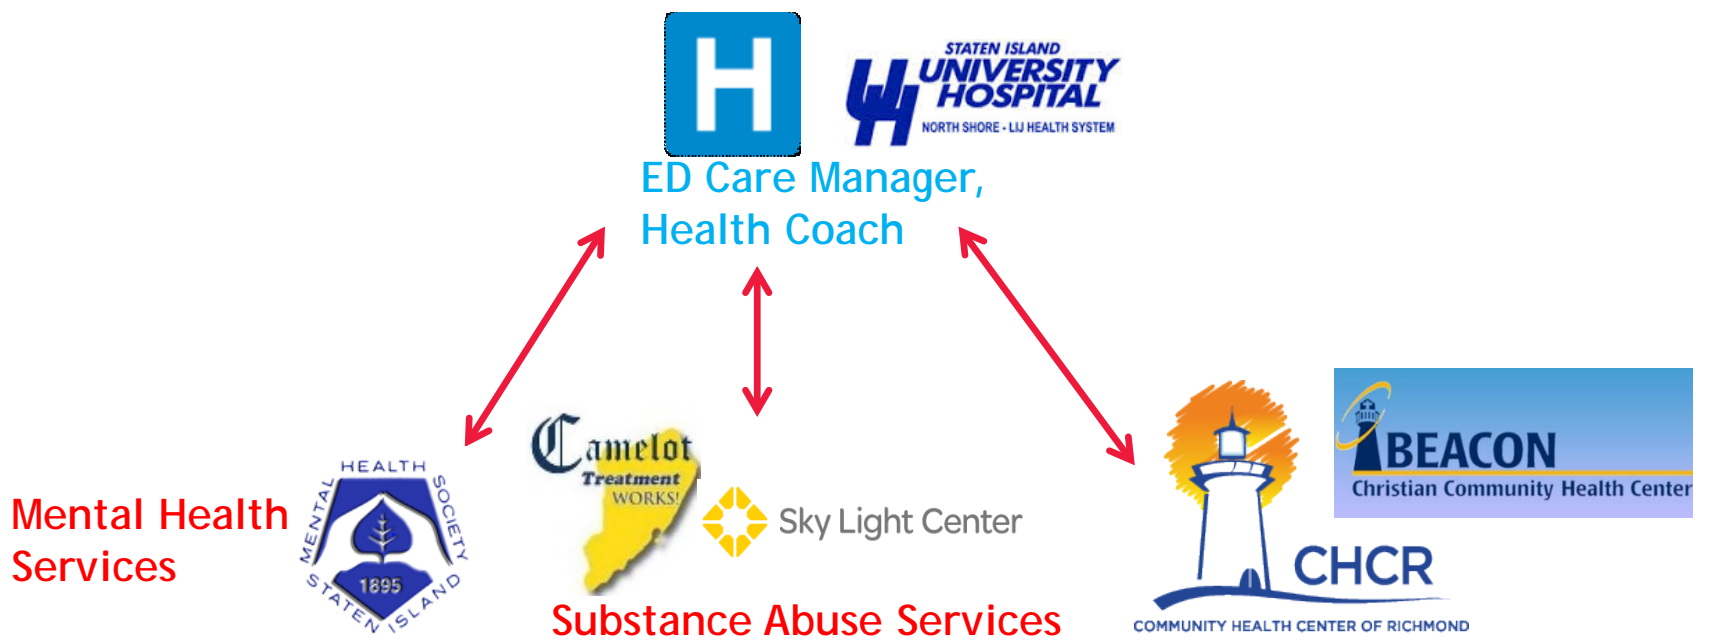 H
STATEN ISLAND
UNIVERSITY
HOSPITAL
NORTH SHORE - LIJ HEALTH SYSTEM
ED Care Manager,
Health Coach
Mental Health
Services
MENTAL HEALTH SOCIETY
1895
STATEN ISLAND
Camelot
Treatment
WORKS!
Sky Light Center
Substance Abuse Services
CHCR
COMMUNITY HEALTH CENTER OF RICHMOND
BEACON
Christian Community Health Center